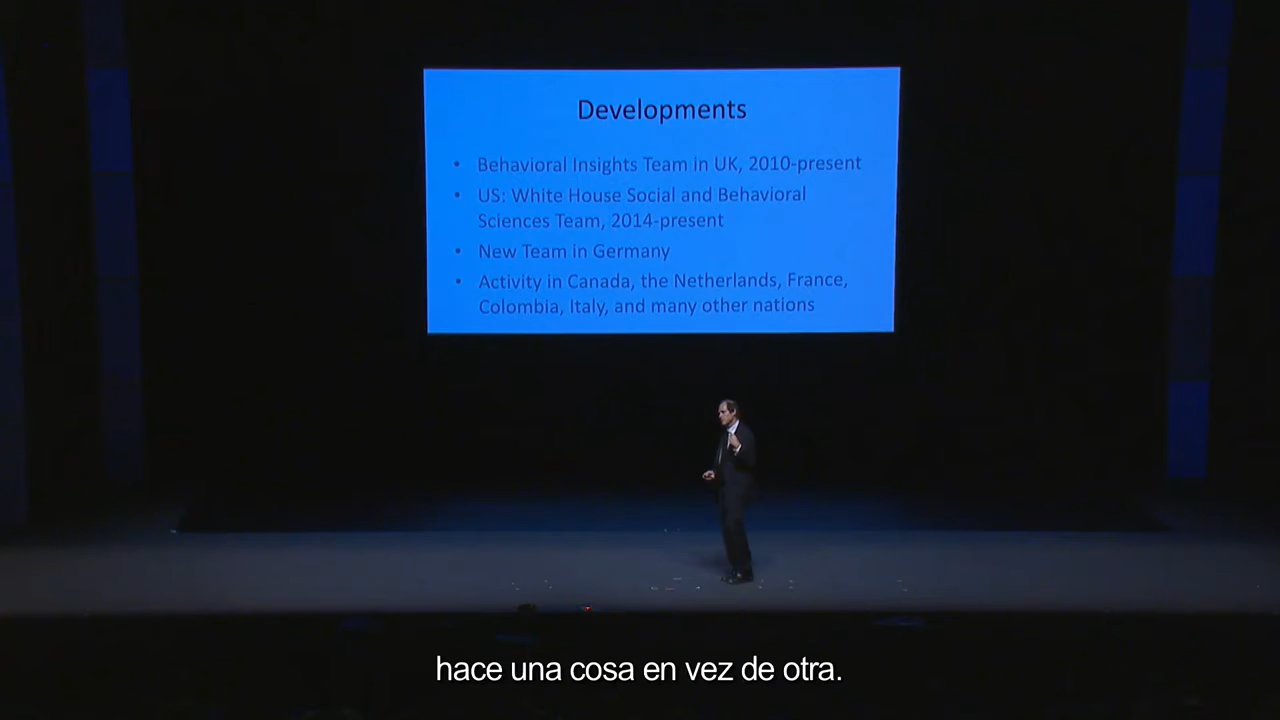 Developments
• Behavioral Insights Team in UK, 2010-present
• US: White House Social and Behavioral
Sciences Team, 2014-present
• New Team in Germany
• Activity in Canada, the Netherlands, France,
Colombia, Italy, and many other nations
hace una cosa en vez de otra.